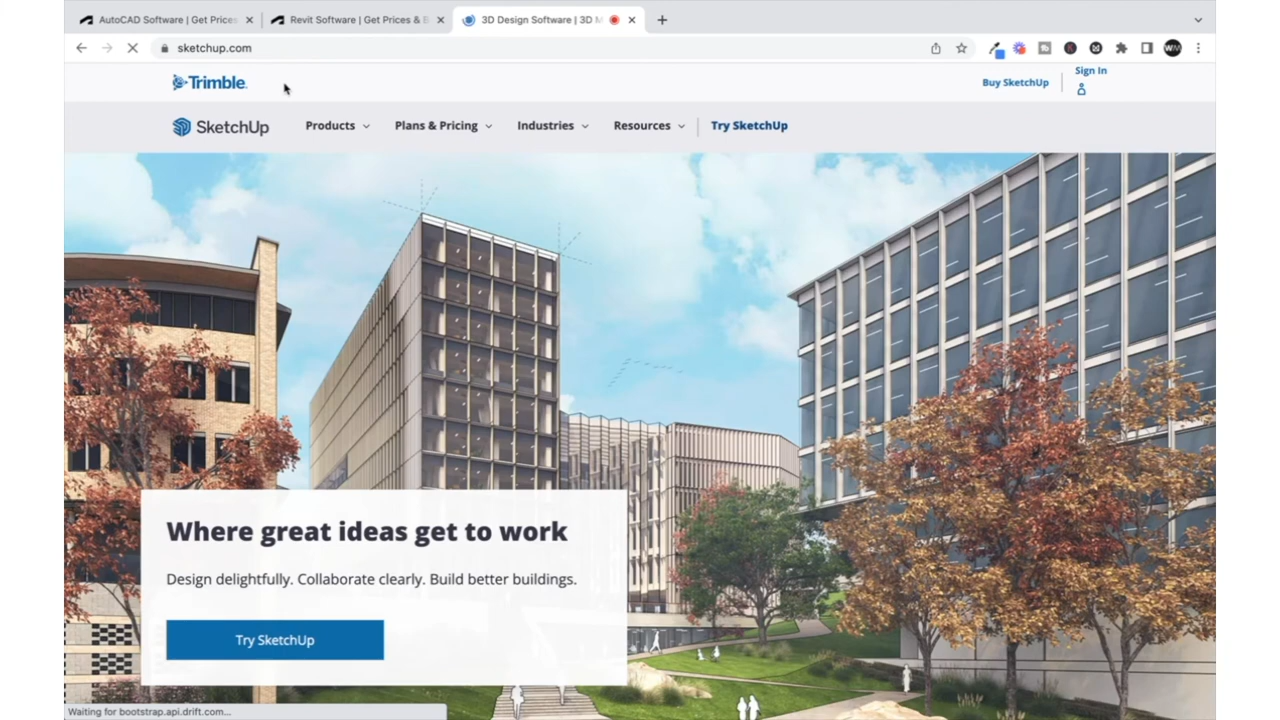 AutoCAD Software | Get Prices
Revit Software | Get Prices & B
3D Design Software | 3D M
sketchup.com
Trimble.
Buy SketchUp
Sign In
SketchUp
Products
Plans & Pricing
Industries
Resources
Try SketchUp
Where great ideas get to work
Design delightfully. Collaborate clearly. Build better buildings.
Try SketchUp
Waiting for bootstrap.api.drift.com...